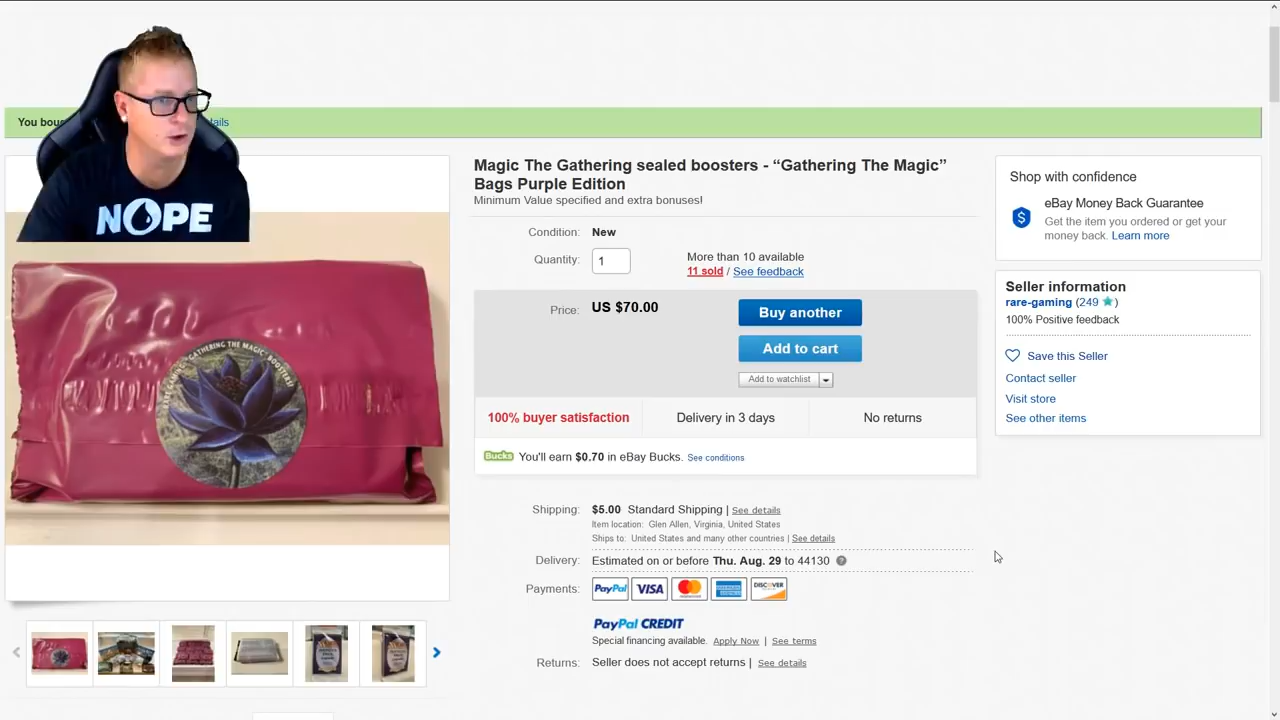 You bou
ails
NOPE
Magic The Gathering sealed boosters - “Gathering The Magic”
Bags Purple Edition
Minimum Value specified and extra bonuses!
Condition: New
Quantity: 1
More than 10 available
11 sold / See feedback
Price: US $70.00
Buy another
Add to cart
Add to watchlist
100% buyer satisfaction
Delivery in 3 days
No returns
Bucks You'll earn $0.70 in eBay Bucks. See conditions
Shipping: $5.00 Standard Shipping | See details
Item location: Glen Allen, Virginia, United States
Ships to: United States and many other countries | See details
Delivery: Estimated on or before Thu. Aug. 29 to 44130 ?
Payments: PayPal VISA MasterCard AMERICAN EXPRESS DISCOVER
PayPal CREDIT
Special financing available. Apply Now | See terms
Returns: Seller does not accept returns | See details
Shop with confidence
$ eBay Money Back Guarantee
Get the item you ordered or get your
money back. Learn more
Seller information
rare-gaming (249 )
100% Positive feedback
Save this Seller
Contact seller
Visit store
See other items
"GATHERING THE MAGIC" BOOSTERS!